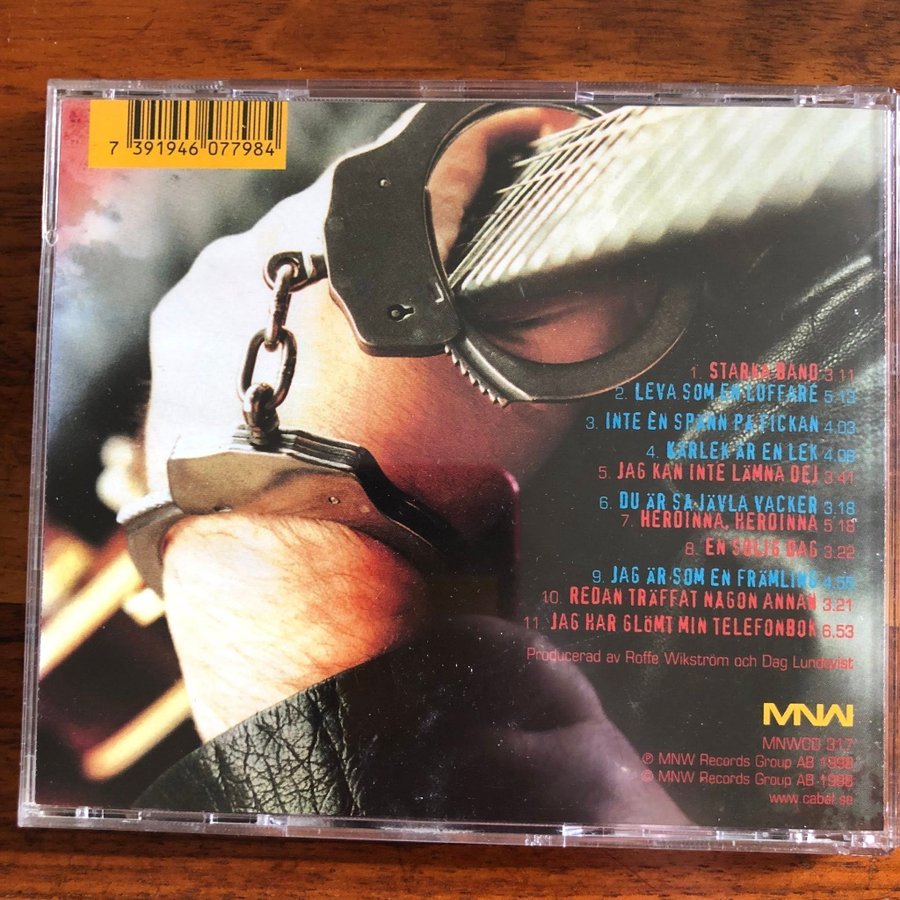 7 391946 077984
1. STARKA BAND 3.11
2. LEVA SOM EN LUFFARE 5.13
3. INTE EN SPÄNN PÅ FICKAN 4.03
4. KÄRLEK ÄR EN LEK 4.08
5. JAG KAN INTE LÄMNA DEJ 3.41
6. DU ÄR SÅ JÄVLA VACKER 3.18
7. HEROINNA, HEROINNA 5.18
8. EN SOLIG DAG 3.22
9. JAG ÄR SOM EN FRÄMLING 4.55
10. REDAN TRÄFFAT NÅGON ANNAN 3.21
11. JAG HAR GLÖMT MIN TELEFONBOK 6.53
Producerad av Roffe Wikström och Dag Lundqvist
MNW
MNWCD 317
℗ MNW Records Group AB 1998
© MNW Records Group AB 1998
www.cabal.se